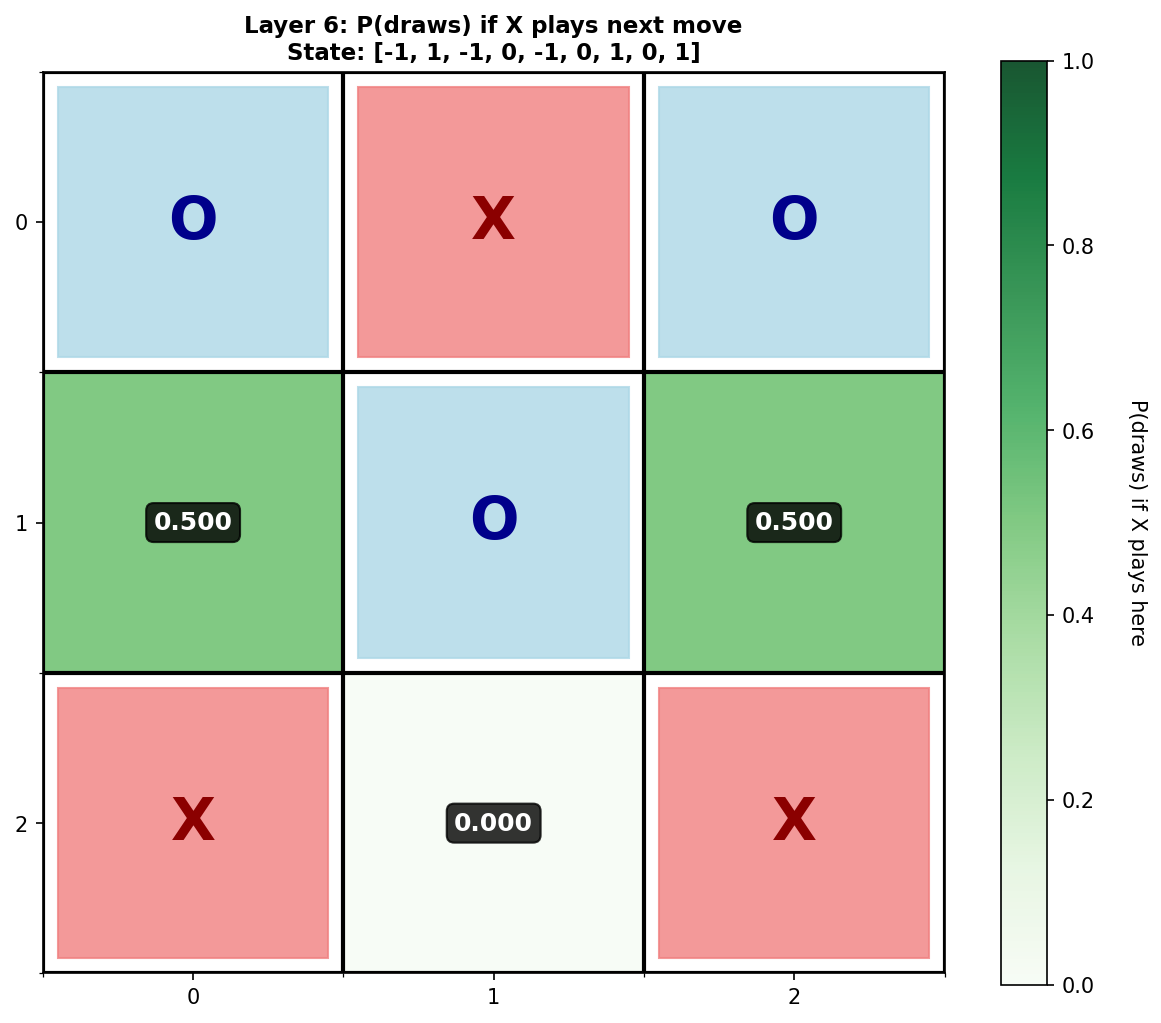 Layer 6: P(draws) if X plays next move
State: [-1, 1, -1, 0, -1, 0, 1, 0, 1]
0
O
X
O
1
0.500
O
0.500
2
X
0.000
X
0
1
2
1.0
0.8
0.6
0.4
0.2
0.0
P(draws) if X plays here